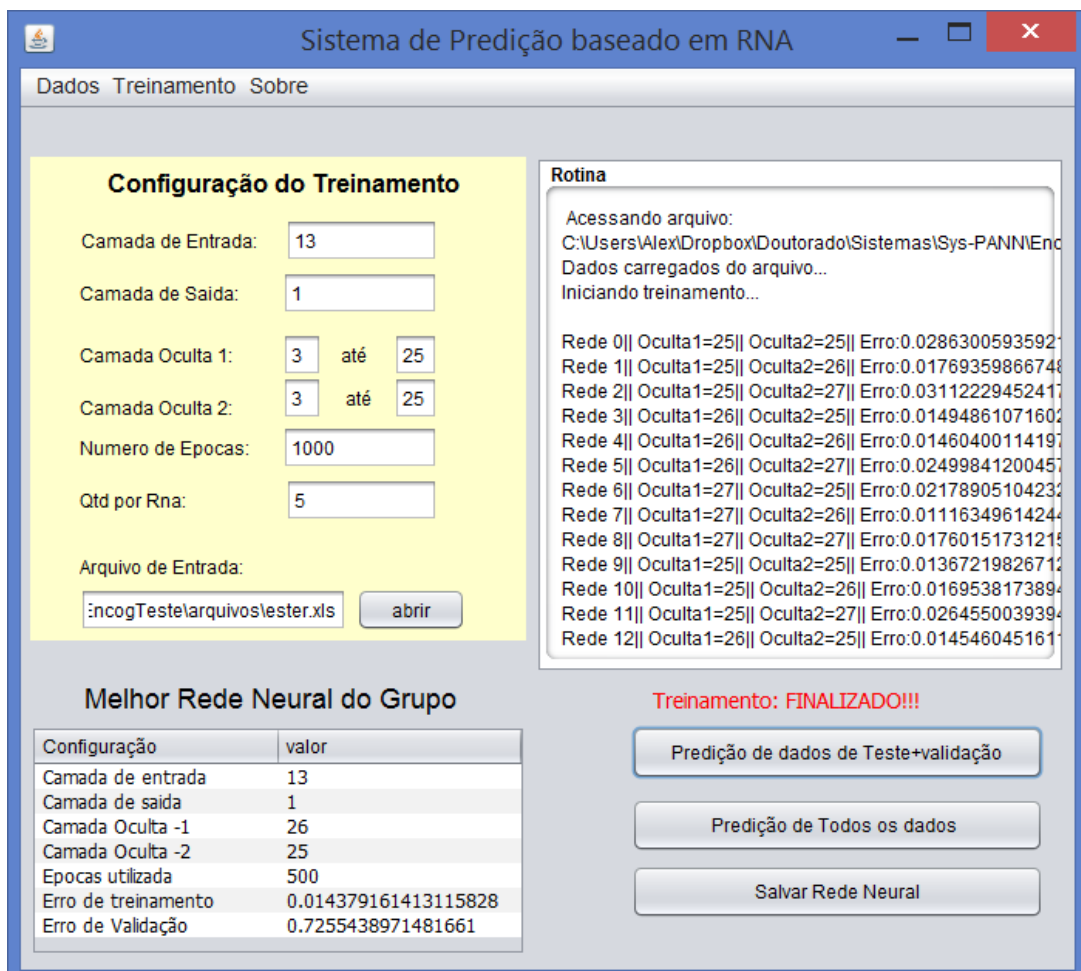 Sistema de Predição baseado em RNA
Dados Treinamento Sobre
Configuração do Treinamento
Camada de Entrada: 13
Camada de Saida: 1
Camada Oculta 1: 3 até 25
Camada Oculta 2: 3 até 25
Numero de Epocas: 1000
Qtd por Rna: 5
Arquivo de Entrada:
EncogTeste\arquivos\ester.xls abrir
Rotina
Acessando arquivo:
C:\Users\Alex\Dropbox\Doutorado\Sistemas\Sys-PANN\Enc
Dados carregados do arquivo...
Iniciando treinamento...
Rede 0|| Oculta1=25|| Oculta2=25|| Erro:0.0286300593592
Rede 1|| Oculta1=25|| Oculta2=26|| Erro:0.0176935986674
Rede 2|| Oculta1=25|| Oculta2=27|| Erro:0.0311222945241
Rede 3|| Oculta1=26|| Oculta2=25|| Erro:0.0149486107160
Rede 4|| Oculta1=26|| Oculta2=26|| Erro:0.0146040011419
Rede 5|| Oculta1=26|| Oculta2=27|| Erro:0.0249984120045
Rede 6|| Oculta1=27|| Oculta2=25|| Erro:0.0217890510423
Rede 7|| Oculta1=27|| Oculta2=26|| Erro:0.0111634961424
Rede 8|| Oculta1=27|| Oculta2=27|| Erro:0.0176015173121
Rede 9|| Oculta1=25|| Oculta2=25|| Erro:0.0136721982671
Rede 10|| Oculta1=25|| Oculta2=26|| Erro:0.016953817389
Rede 11|| Oculta1=25|| Oculta2=27|| Erro:0.026455003939
Rede 12|| Oculta1=26|| Oculta2=25|| Erro:0.014546045161
Melhor Rede Neural do Grupo
Configuração valor
Camada de entrada 13
Camada de saida 1
Camada Oculta -1 26
Camada Oculta -2 25
Epocas utilizada 500
Erro de treinamento 0.014379161413115828
Erro de Validação 0.7255438971481661
Treinamento: FINALIZADO!!!
Predição de dados de Teste+validação
Predição de Todos os dados
Salvar Rede Neural